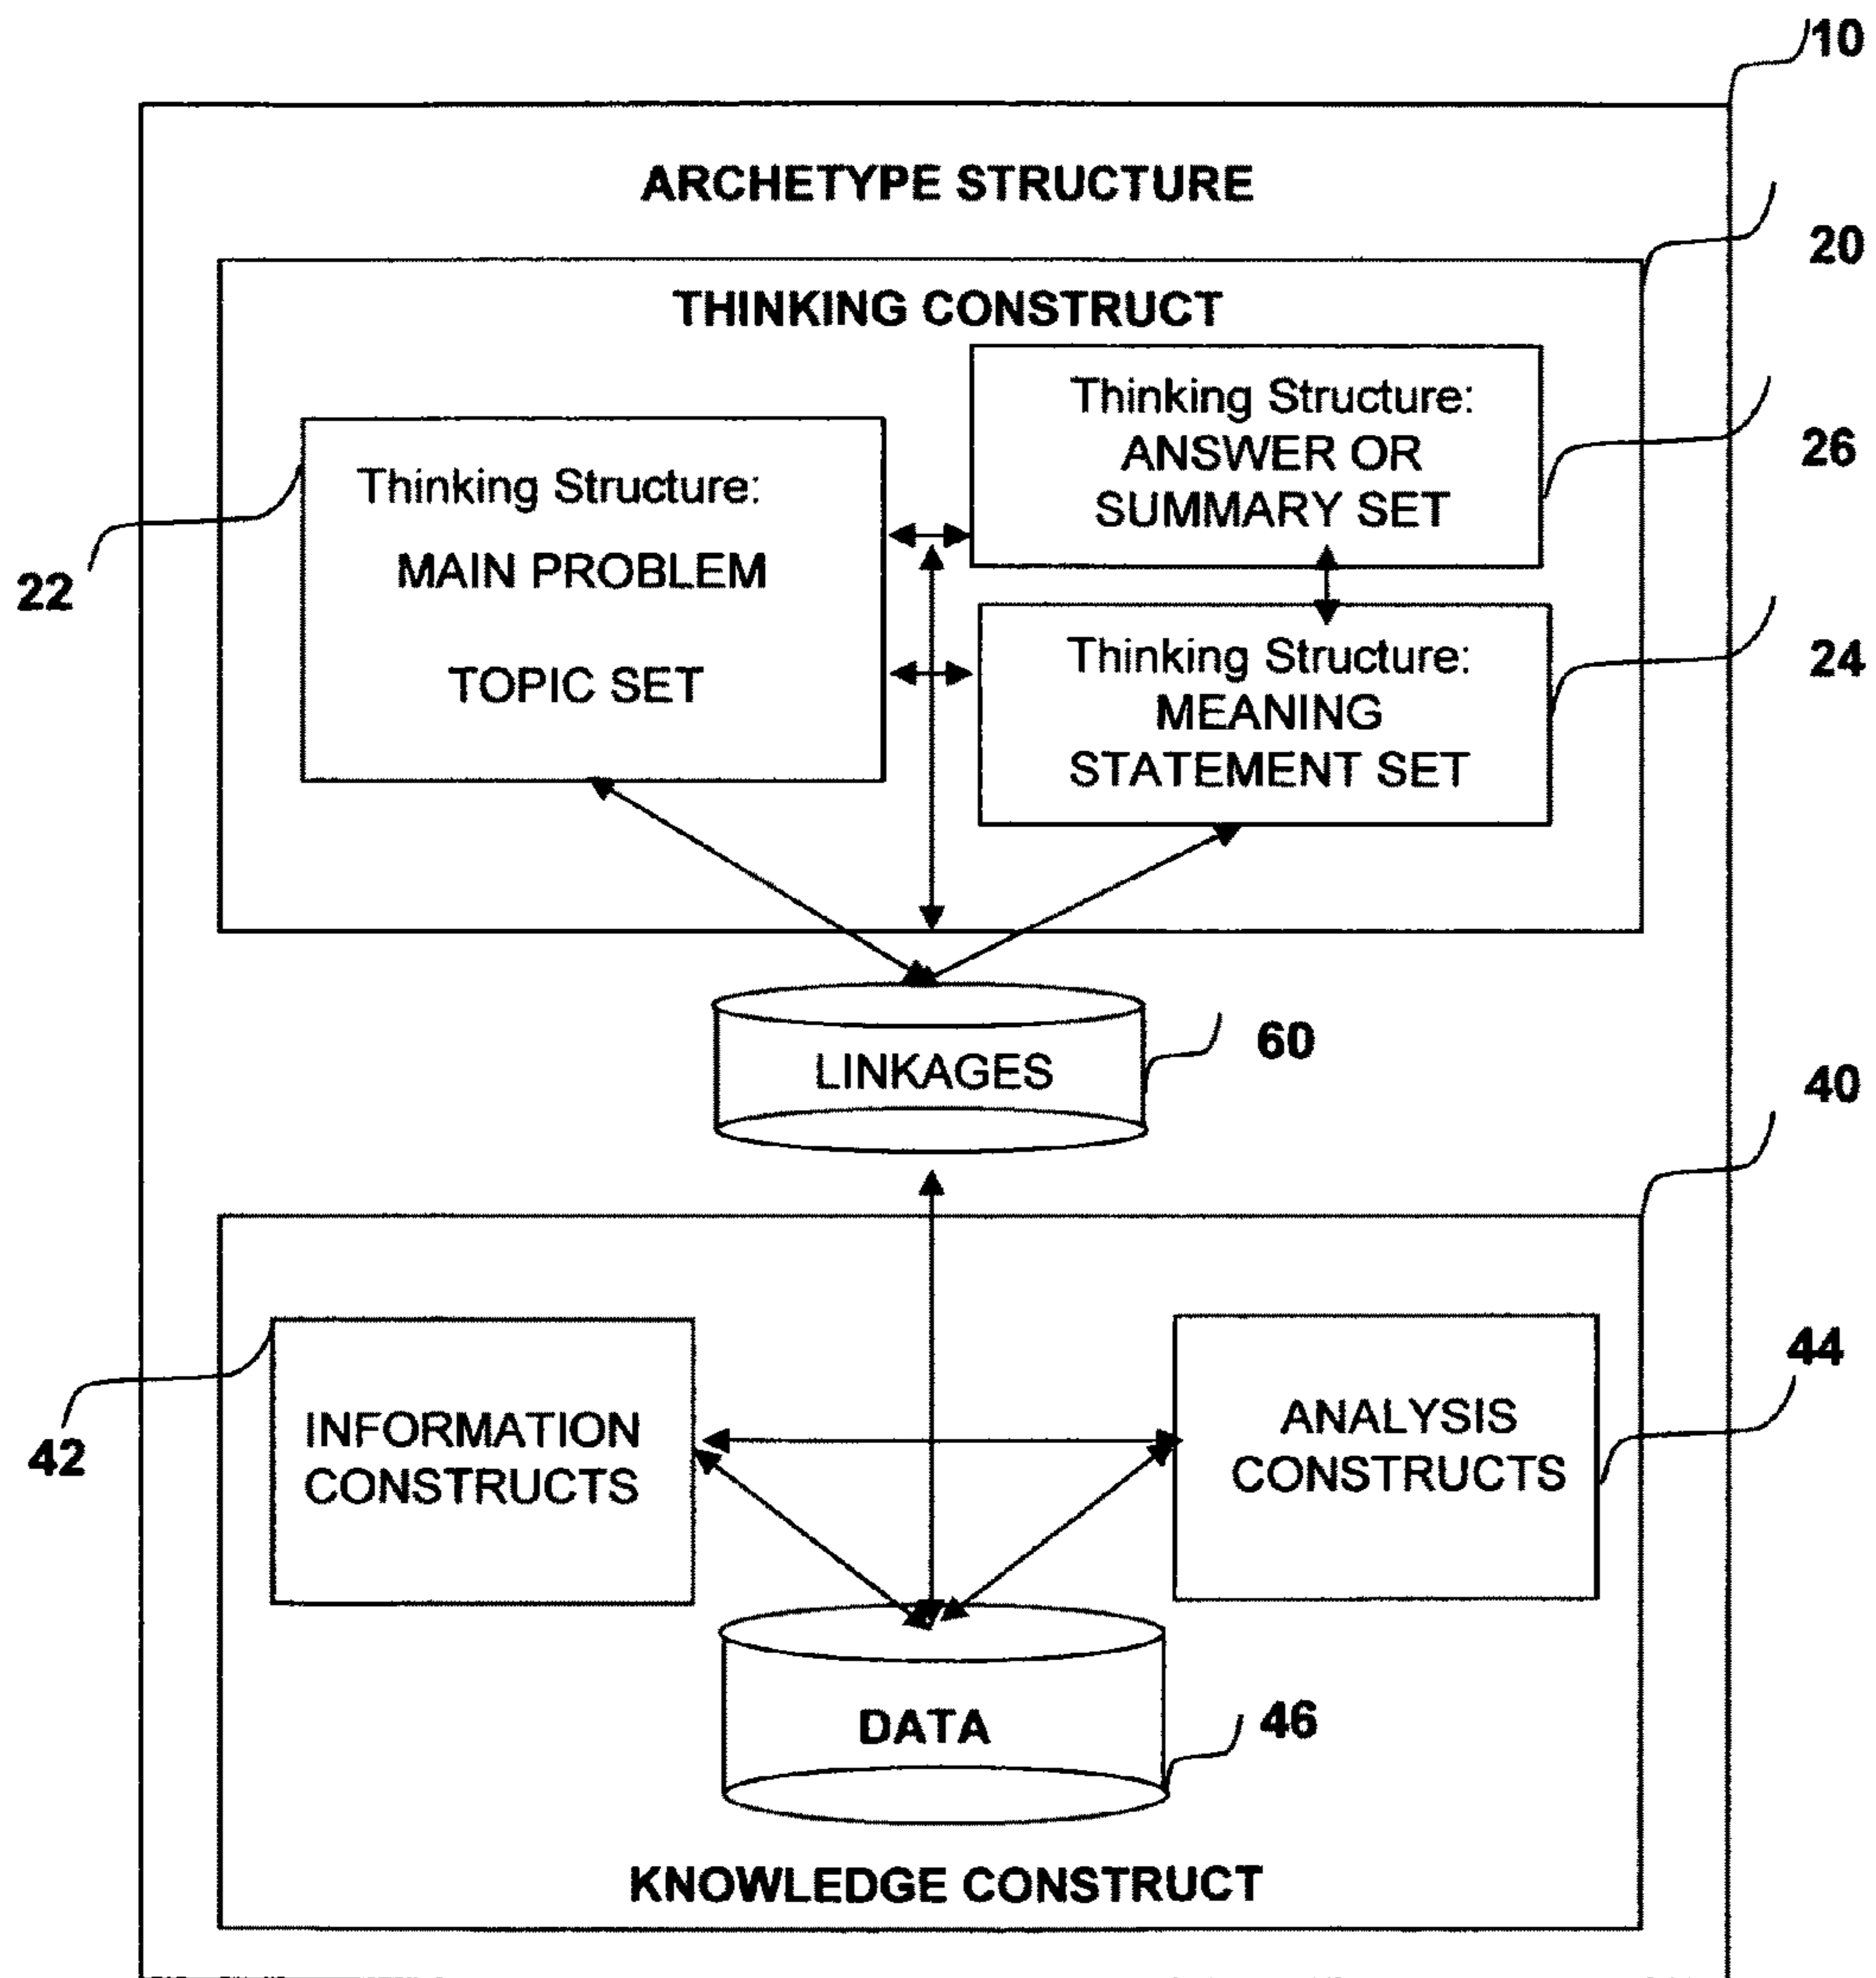 10
ARCHETYPE STRUCTURE
20
THINKING CONSTRUCT
Thinking Structure:
ANSWER OR
SUMMARY SET
26
Thinking Structure:
MAIN PROBLEM
TOPIC SET
22
Thinking Structure:
MEANING
STATEMENT SET
24
LINKAGES
60
40
INFORMATION
CONSTRUCTS
42
ANALYSIS
CONSTRUCTS
44
DATA
46
KNOWLEDGE CONSTRUCT